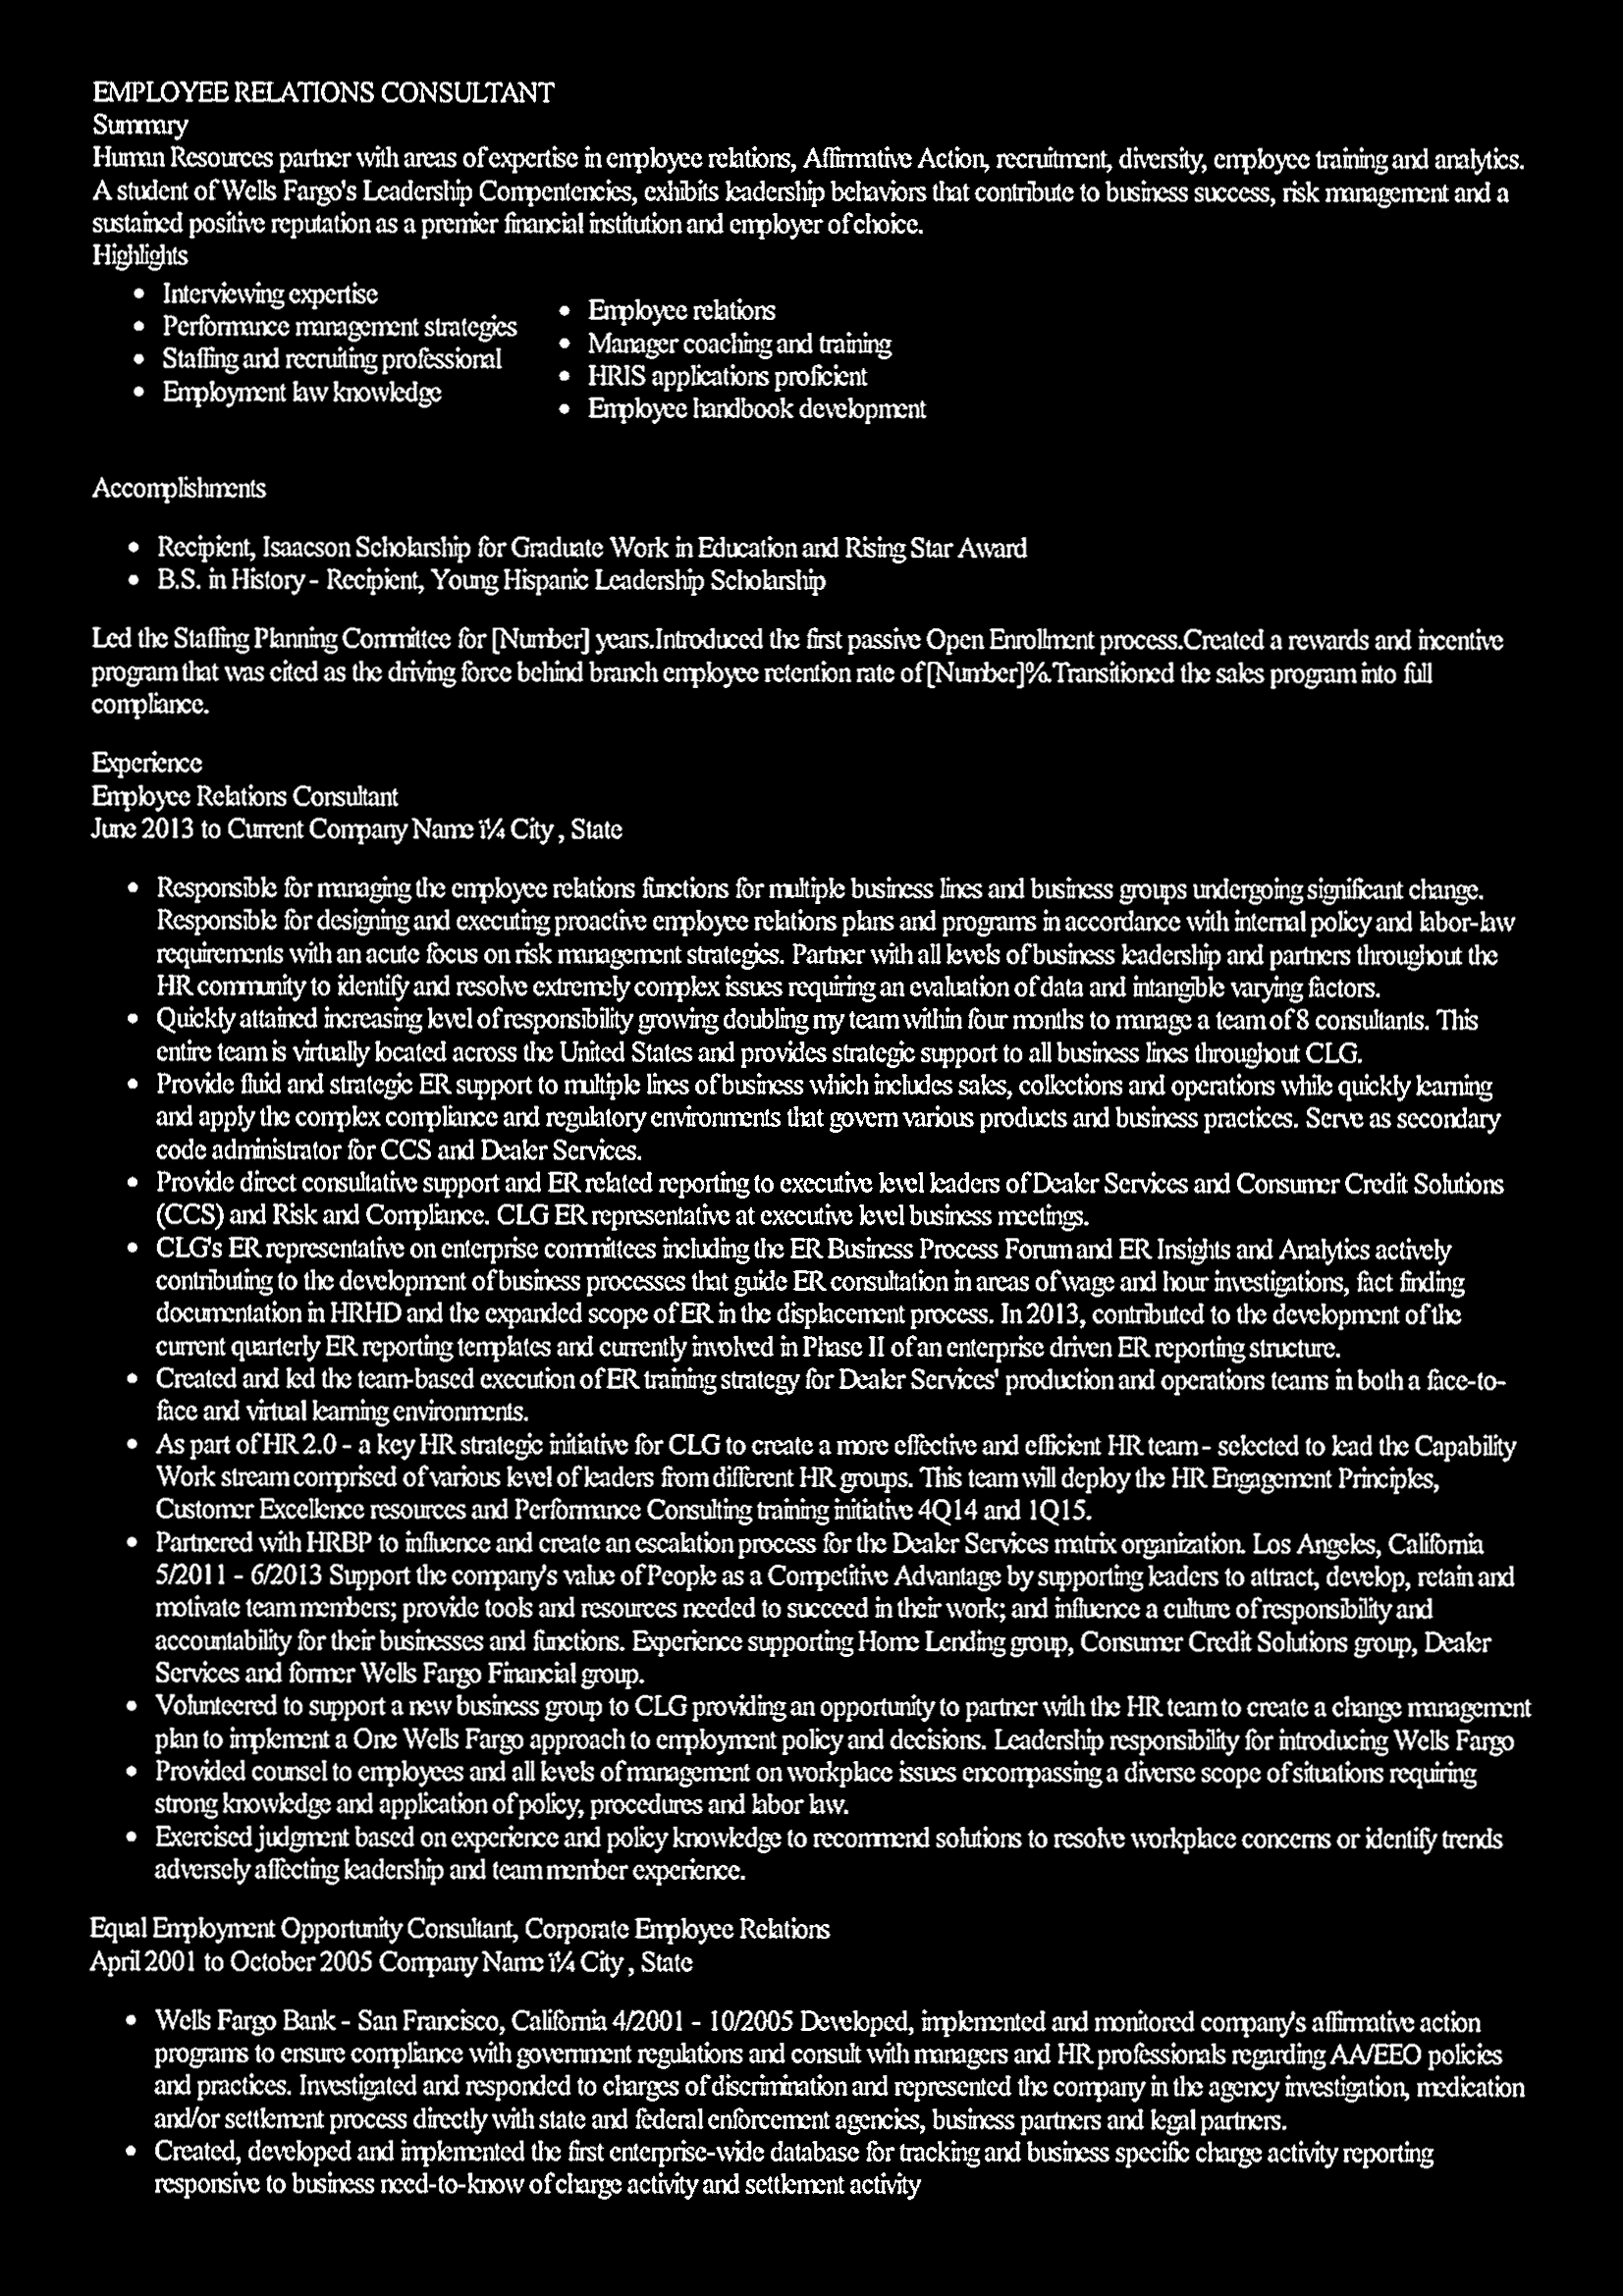 EMPLOYEE RELATIONS CONSULTANT
Summary
Human Resources partner with areas of expertise in employee relations, Affirmative Action, recruitment, diversity, employee training and analytics.
A student of Wells Fargo's Leadership Compentencies, exhibits leadership behaviors that contribute to business success, risk management and a
sustained positive reputation as a premier financial institution and employer of choice.
Highlights
• Interviewing expertise
• Performance management strategies
• Staffing and recruiting professional
• Employment law knowledge
• Employee relations
• Manager coaching and training
• HRIS applications proficient
• Employee handbook development
Accomplishments
• Recipient, Isaacson Scholarship for Graduate Work in Education and Rising Star Award
• B.S. in History - Recipient, Young Hispanic Leadership Scholarship
Led the Staffing Planning Committee for [Number] years.Introduced the first passive Open Enrollment process.Created a rewards and incentive
program that was cited as the driving force behind branch employee retention rate of [Number]%.Transitioned the sales program into full
compliance.
Experience
Employee Relations Consultant
June 2013 to Current Company Name ï¼ City , State
• Responsible for managing the employee relations functions for multiple business lines and business groups undergoing significant change.
Responsible for designing and executing proactive employee relations plans and programs in accordance with internal policy and labor-law
requirements with an acute focus on risk management strategies. Partner with all levels of business leadership and partners throughout the
HR community to identify and resolve extremely complex issues requiring an evaluation of data and intangible varying factors.
• Quickly attained increasing level of responsibility growing doubling my team within four months to manage a team of 8 consultants. This
entire team is virtually located across the United States and provides strategic support to all business lines throughout CLG.
• Provide fluid and strategic ER support to multiple lines of business which includes sales, collections and operations while quickly learning
and apply the complex compliance and regulatory environments that govern various products and business practices. Serve as secondary
code administrator for CCS and Dealer Services.
• Provide direct consultative support and ER related reporting to executive level leaders of Dealer Services and Consumer Credit Solutions
(CCS) and Risk and Compliance. CLG ER representative at executive level business meetings.
• CLG's ER representative on enterprise committees including the ER Business Process Forum and ER Insights and Analytics actively
contributing to the development of business processes that guide ER consultation in areas of wage and hour investigations, fact finding
documentation in HRHD and the expanded scope of ER in the displacement process. In 2013, contributed to the development of the
current quarterly ER reporting templates and currently involved in Phase II of an enterprise driven ER reporting structure.
• Created and led the team-based execution of ER training strategy for Dealer Services' production and operations teams in both a face-to-
face and virtual learning environments.
• As part of HR 2.0 - a key HR strategic initiative for CLG to create a more effective and efficient HR team - selected to lead the Capability
Work stream comprised of various level of leaders from different HR groups. This team will deploy the HR Engagement Principles,
Customer Excellence resources and Performance Consulting training initiative 4Q14 and 1Q15.
• Partnered with HRBP to influence and create an escalation process for the Dealer Services matrix organization. Los Angeles, California
5/2011 - 6/2013 Support the company's value of People as a Competitive Advantage by supporting leaders to attract, develop, retain and
motivate team members; provide tools and resources needed to succeed in their work; and influence a culture of responsibility and
accountability for their businesses and functions. Experience supporting Home Lending group, Consumer Credit Solutions group, Dealer
Services and former Wells Fargo Financial group.
• Volunteered to support a new business group to CLG providing an opportunity to partner with the HR team to create a change management
plan to implement a One Wells Fargo approach to employment policy and decisions. Leadership responsibility for introducing Wells Fargo
• Provided counsel to employees and all levels of management on workplace issues encompassing a diverse scope of situations requiring
strong knowledge and application of policy, procedures and labor law.
• Exercised judgment based on experience and policy knowledge to recommend solutions to resolve workplace concerns or identify trends
adversely affecting leadership and team member experience.
Equal Employment Opportunity Consultant, Corporate Employee Relations
April 2001 to October 2005 Company Name ï¼ City , State
• Wells Fargo Bank - San Francisco, California 4/2001 - 10/2005 Developed, implemented and monitored company's affirmative action
programs to ensure compliance with government regulations and consult with managers and HR professionals regarding AA/EEO policies
and practices. Investigated and responded to charges of discrimination and represented the company in the agency investigation, medication
and/or settlement process directly with state and federal enforcement agencies, business partners and legal partners.
• Created, developed and implemented the first enterprise-wide database for tracking and business specific charge activity reporting
responsive to business need-to-know of charge activity and settlement activity